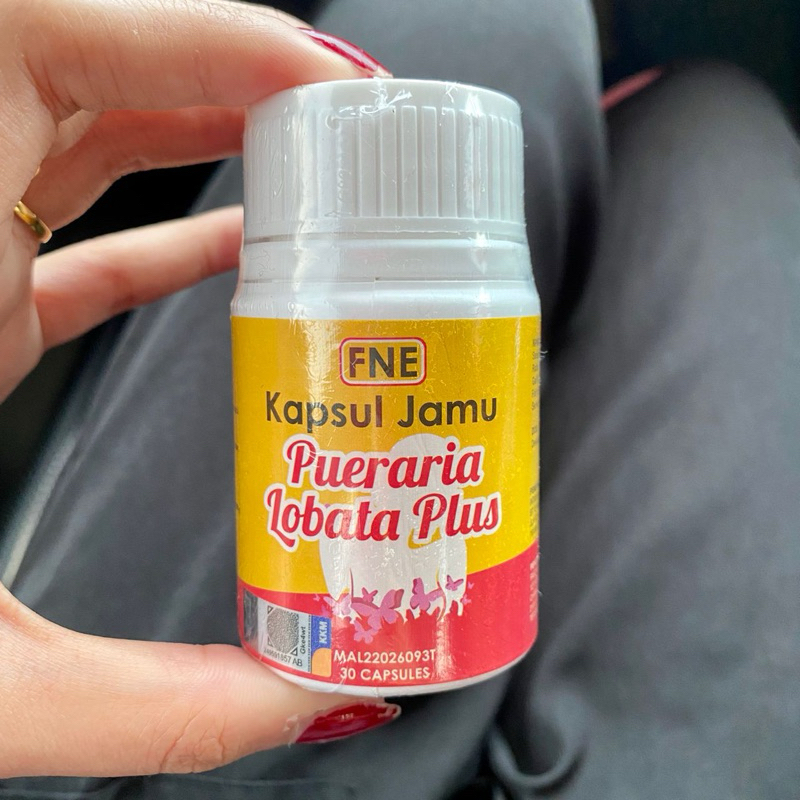 FNE
Kapsul Jamu
Pueraria
Lobata Plus
KKM
MAL22026093T
30 CAPSULES